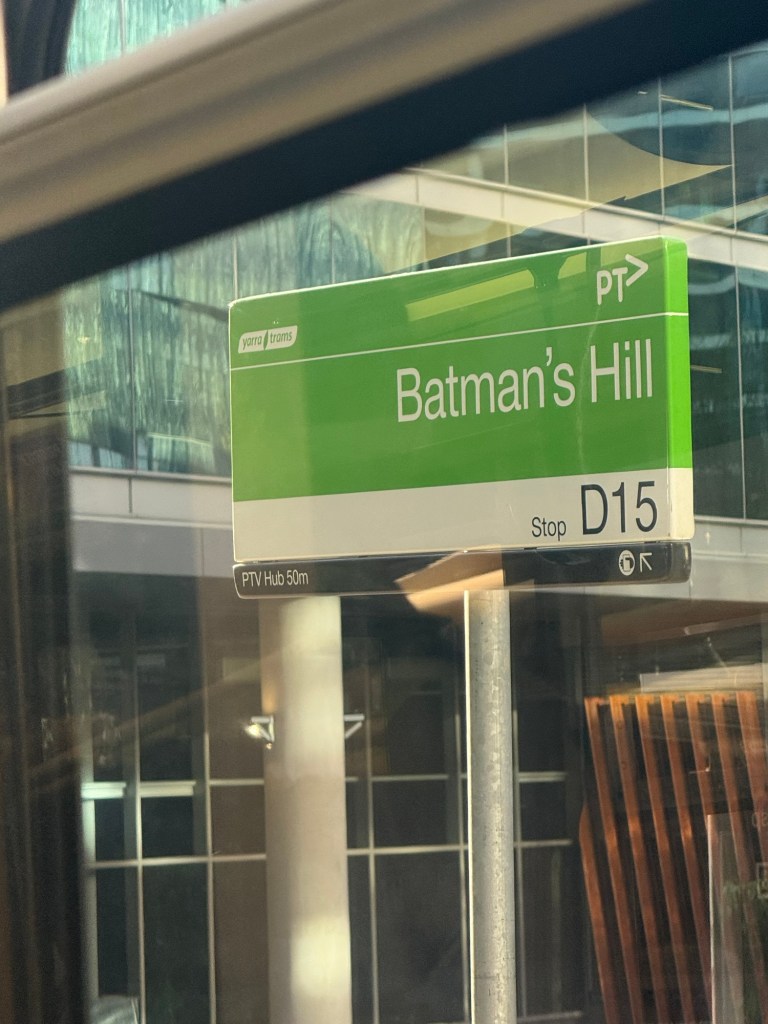 PT>
yarra trams
Batman's Hill
Stop D15
PTV Hub 50m